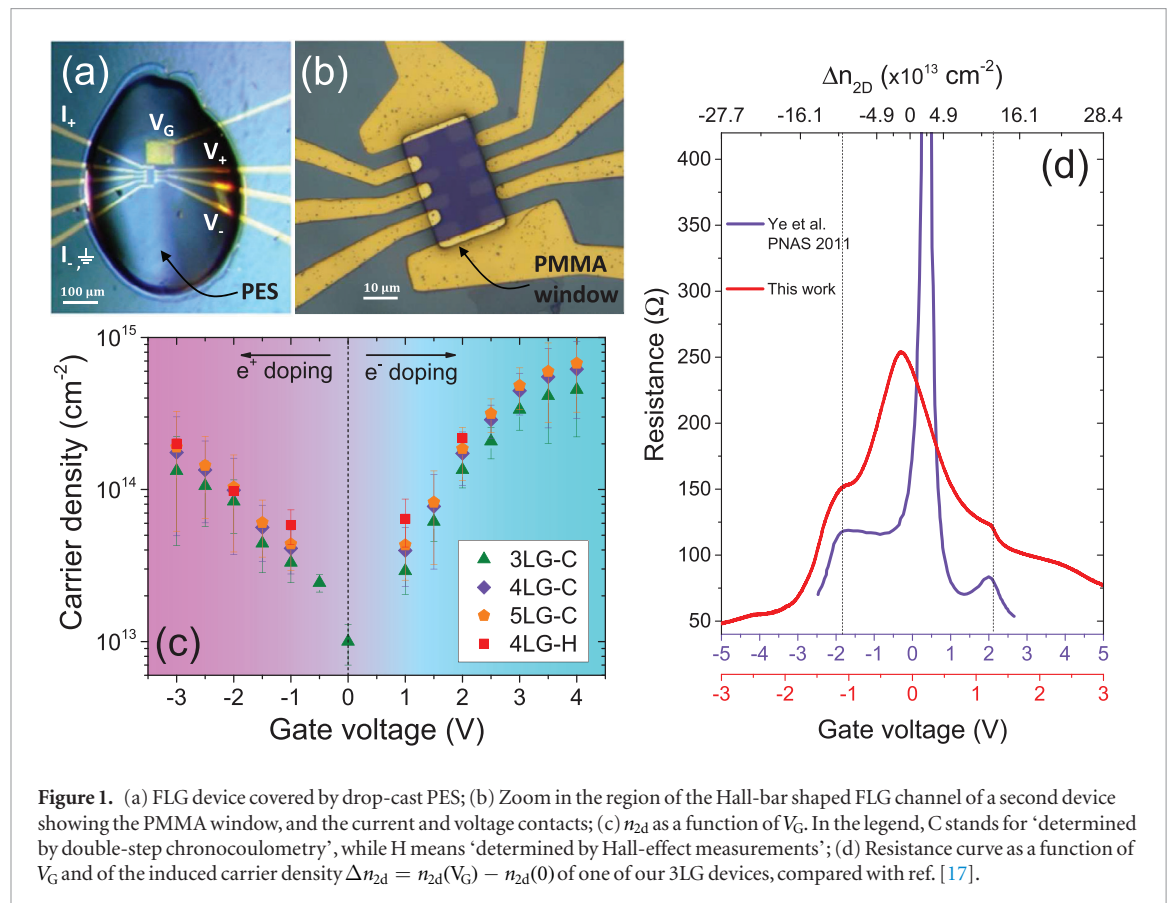 (a)
I+
VG
V+
V-
I-,⏚
PES
100 μm
(b)
PMMA
window
10 μm
Carrier density (cm-2)
10^15
10^14
10^13
e+ doping
e- doping
(c)
3LG-C
4LG-C
5LG-C
4LG-H
-3 -2 -1 0 1 2 3 4
Gate voltage (V)
Δn2D (x10^13 cm-2)
-27.7 -16.1 -4.9 0 4.9 16.1 28.4
(d)
Resistance (Ω)
400
350
300
250
200
150
100
50
Ye et al.
PNAS 2011
This work
-5 -4 -3 -2 -1 0 1 2 3 4 5
-3 -2 -1 0 1 2 3
Gate voltage (V)
Figure 1. (a) FLG device covered by drop-cast PES; (b) Zoom in the region of the Hall-bar shaped FLG channel of a second device
showing the PMMA window, and the current and voltage contacts; (c) n2d as a function of VG. In the legend, C stands for ‘determined
by double-step chronocoulometry’, while H means ‘determined by Hall-effect measurements’; (d) Resistance curve as a function of
VG and of the induced carrier density Δn2d = n2d(VG) − n2d(0) of one of our 3LG devices, compared with ref. [17].